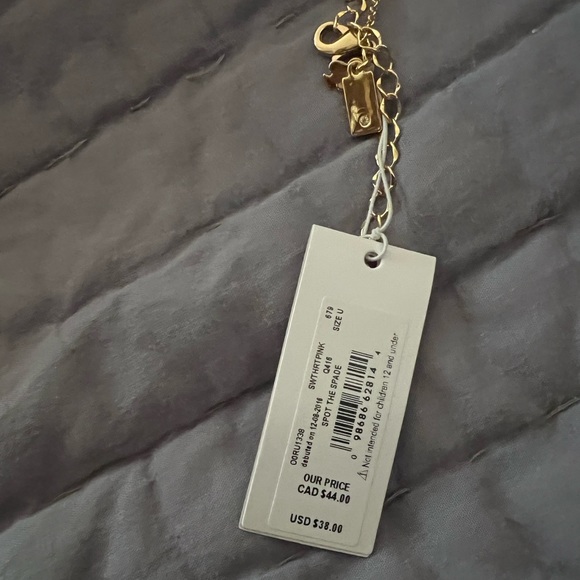 O0RU1338
SWTHRTPINK 679
debuted on 12-09-2016 Q416 SIZE U
SPOT THE SPADE
0 98686 62814 4
⚠Not intended for children 12 and under
OUR PRICE
CAD $44.00
USD $38.00